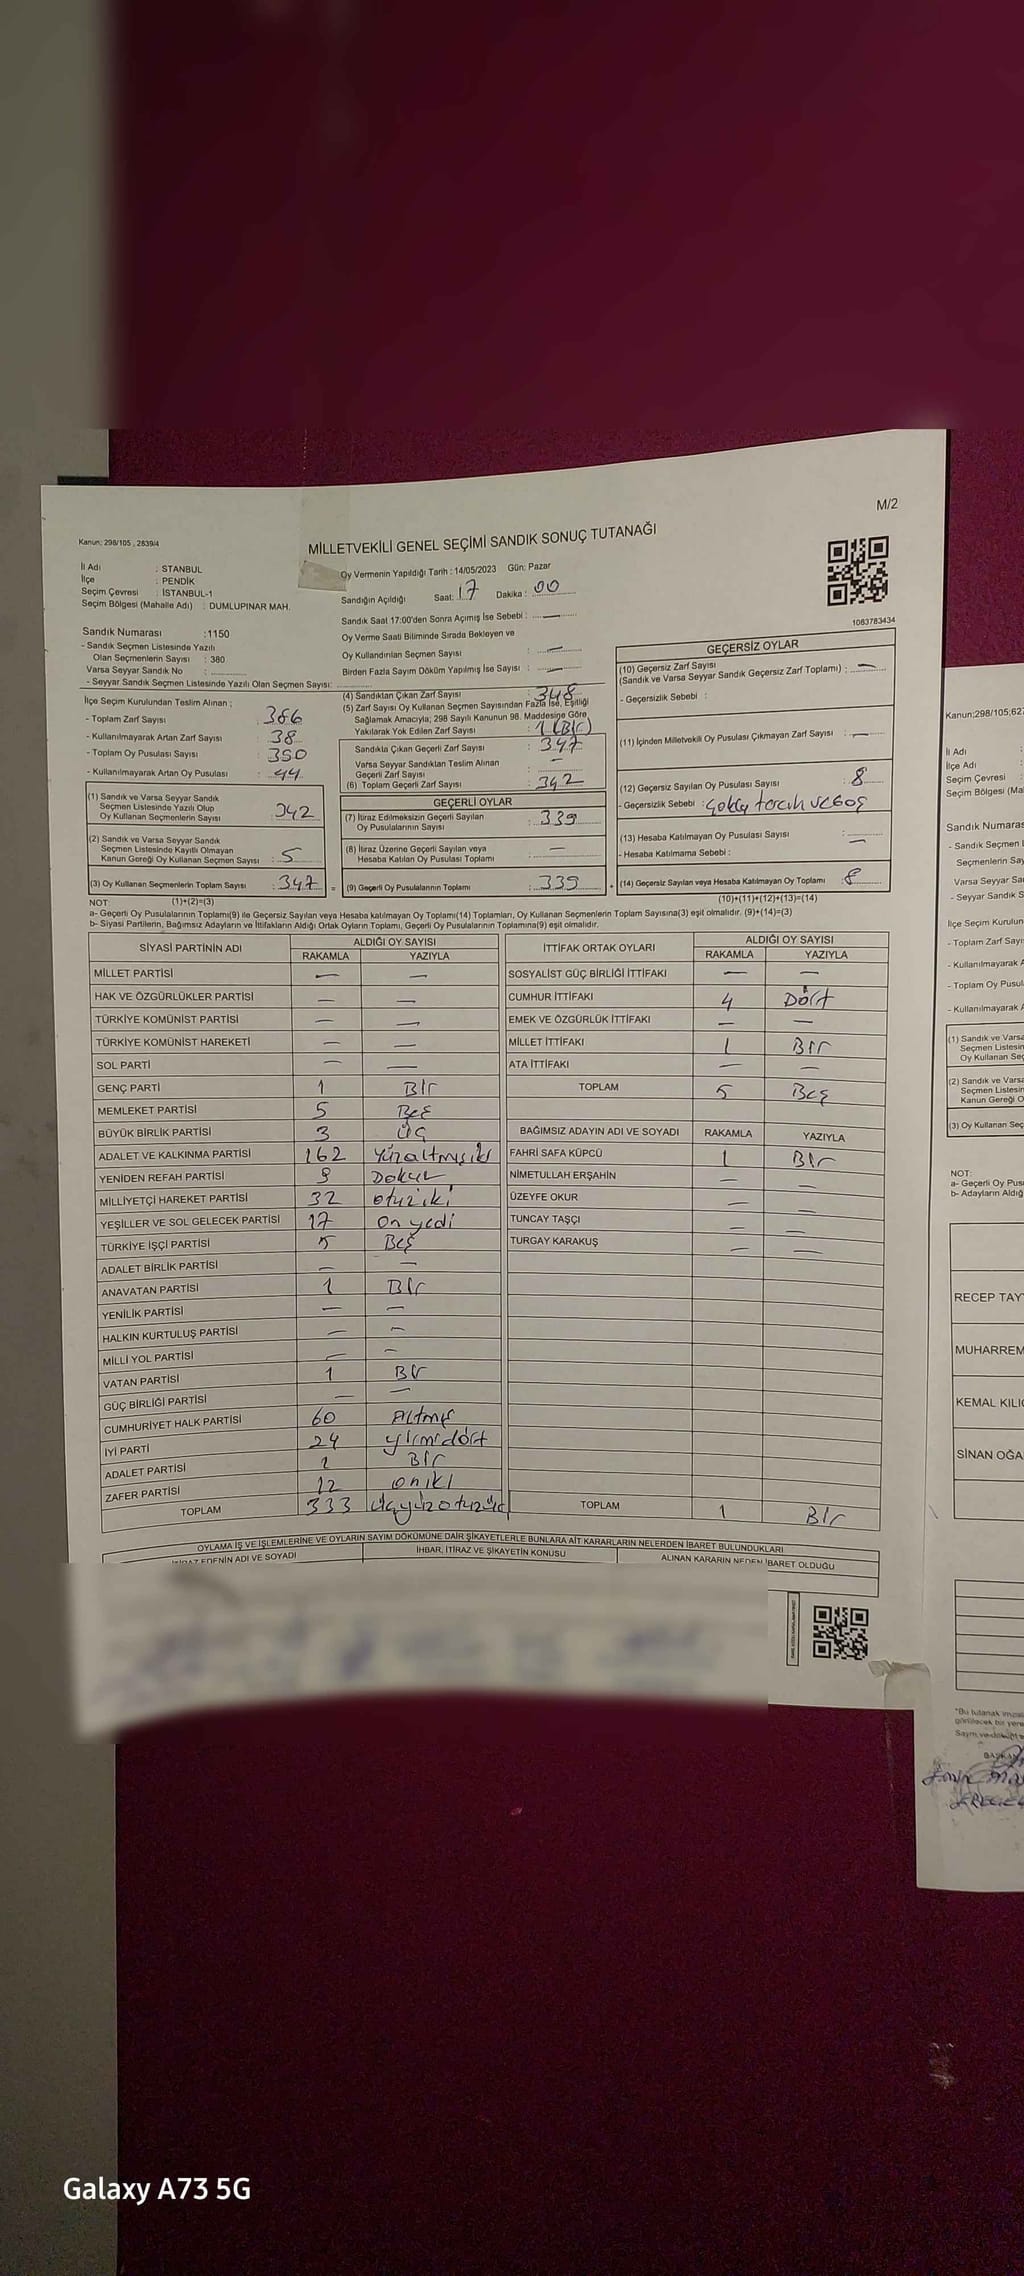 M/2
Kanun: 298/105 , 2839/4
MİLLETVEKİLİ GENEL SEÇİMİ SANDIK SONUÇ TUTANAĞI
İl Adı : STANBUL
İlçe : PENDİK
Seçim Çevresi : İSTANBUL-1
Seçim Bölgesi (Mahalle Adı) : DUMLUPINAR MAH.
Oy Vermenin Yapıldığı Tarih : 14/05/2023 Gün: Pazar
Sandığın Açıldığı Saat: 17 Dakika : 00
Sandık Saat 17:00'den Sonra Açımış İse Sebebi : —
Oy Verme Saati Biliminde Sırada Bekleyen ve
Oy Kullandırılan Seçmen Sayısı : —
Birden Fazla Sayım Döküm Yapılmış İse Sayısı : —
1063783434
Sandık Numarası :1150
- Sandık Seçmen Listesinde Yazılı
Olan Seçmenlerin Sayısı : 380
Varsa Seyyar Sandık No :
- Seyyar Sandık Seçmen Listesinde Yazılı Olan Seçmen Sayısı:
İlçe Seçim Kurulundan Teslim Alınan ;
- Toplam Zarf Sayısı : 386
- Kullanılmayarak Artan Zarf Sayısı : 38
- Toplam Oy Pusulası Sayısı : 350
- Kullanılmayarak Artan Oy Pusulası : 44
(1) Sandık ve Varsa Seyyar Sandık
Seçmen Listesinde Yazılı Olup
Oy Kullanan Seçmenlerin Sayısı : 342
(2) Sandık ve Varsa Seyyar Sandık
Seçmen Listesinde Kayıtlı Olmayan
Kanun Gereği Oy Kullanan Seçmen Sayısı : 5
(3) Oy Kullanan Seçmenlerin Toplam Sayısı : 347 =
(4) Sandıktan Çıkan Zarf Sayısı : 348
(5) Zarf Sayısı Oy Kullanan Seçmen Sayısından Fazla İse, Eşitliği
Sağlamak Amacıyla; 298 Sayılı Kanunun 98. Maddesine Göre
Yakılarak Yok Edilen Zarf Sayısı : 1 (Bir)
Sandıkla Çıkan Geçerli Zarf Sayısı : 347
Varsa Seyyar Sandıktan Teslim Alınan
Geçerli Zarf Sayısı : —
(6) Toplam Geçerli Zarf Sayısı : 342
GEÇERLİ OYLAR
(7) İtiraz Edilmeksizin Geçerli Sayılan
Oy Pusulalarının Sayısı : 339
(8) İtiraz Üzerine Geçerli Sayılan veya
Hesaba Katılan Oy Pusulası Toplamı : —
(9) Geçerli Oy Pusulalarının Toplamı : 339 +
GEÇERSİZ OYLAR
(10) Geçersiz Zarf Sayısı
(Sandık ve Varsa Seyyar Sandık Geçersiz Zarf Toplamı) : —
- Geçersizlik Sebebi :
(11) İçinden Milletvekili Oy Pusulası Çıkmayan Zarf Sayısı : —
(12) Geçersiz Sayılan Oy Pusulası Sayısı : 8
- Geçersizlik Sebebi : çoklu tercih ve boş
(13) Hesaba Katılmayan Oy Pusulası Sayısı : —
- Hesaba Katılmama Sebebi :
(14) Geçersiz Sayılan veya Hesaba Katılmayan Oy Toplamı : 8
NOT: (1)+(2)=(3) (10)+(11)+(12)+(13)=(14)
a- Geçerli Oy Pusulalarının Toplamı(9) ile Geçersiz Sayılan veya Hesaba katılmayan Oy Toplamı(14) Toplamları, Oy Kullanan Seçmenlerin Toplam Sayısına(3) eşit olmalıdır. (9)+(14)=(3)
b- Siyasi Partilerin, Bağımsız Adayların ve İttifakların Aldığı Ortak Oyların Toplamı, Geçerli Oy Pusulalarının Toplamına(9) eşit olmalıdır.
SİYASİ PARTİNİN ADI ALDIĞI OY SAYISI
RAKAMLA YAZIYLA
MİLLET PARTİSİ — —
HAK VE ÖZGÜRLÜKLER PARTİSİ — —
TÜRKİYE KOMÜNİST PARTİSİ — —
TÜRKİYE KOMÜNİST HAREKETİ — —
SOL PARTİ — —
GENÇ PARTİ 1 Bir
MEMLEKET PARTİSİ 5 Beş
BÜYÜK BİRLİK PARTİSİ 3 üç
ADALET VE KALKINMA PARTİSİ 162 Yüzaltmışiki
YENİDEN REFAH PARTİSİ 9 Dokuz
MİLLİYETÇİ HAREKET PARTİSİ 32 otuziki
YEŞİLLER VE SOL GELECEK PARTİSİ 17 On yedi
TÜRKİYE İŞÇİ PARTİSİ 5 Beş
ADALET BİRLİK PARTİSİ — —
ANAVATAN PARTİSİ 1 Bir
YENİLİK PARTİSİ — —
HALKIN KURTULUŞ PARTİSİ — —
MİLLİ YOL PARTİSİ — —
VATAN PARTİSİ 1 Bir
GÜÇ BİRLİĞİ PARTİSİ — —
CUMHURİYET HALK PARTİSİ 60 Altmış
İYİ PARTİ 24 yirmidört
ADALET PARTİSİ 1 Bir
ZAFER PARTİSİ 12 oniki
TOPLAM 333 üçyüzotuzüç
İTTİFAK ORTAK OYLARI ALDIĞI OY SAYISI
RAKAMLA YAZIYLA
SOSYALİST GÜÇ BİRLİĞİ İTTİFAKI — —
CUMHUR İTTİFAKI 4 Dört
EMEK VE ÖZGÜRLÜK İTTİFAKI — —
MİLLET İTTİFAKI 1 Bir
ATA İTTİFAKI — —
TOPLAM 5 Beş
BAĞIMSIZ ADAYIN ADI VE SOYADI RAKAMLA YAZIYLA
FAHRİ SAFA KÜPCÜ 1 Bir
NİMETULLAH ERŞAHİN — —
ÜZEYFE OKUR — —
TUNCAY TAŞÇI — —
TURGAY KARAKUŞ — —
TOPLAM 1 Bir
OYLAMA İŞ VE İŞLEMLERİNE VE OYLARIN SAYIM DÖKÜMÜNE DAİR ŞİKAYETLERLE BUNLARA AİT KARARLARIN NELERDEN İBARET BULUNDUKLARI
İTİRAZ EDENİN ADI VE SOYADI İHBAR, İTİRAZ VE ŞİKAYETİN KONUSU ALINAN KARARIN NEDEN İBARET OLDUĞU
Kanun;298/105;627
İl Adı :
İlçe Adı :
Seçim Çevresi :
Seçim Bölgesi (Ma
Sandık Numaras
- Sandık Seçmen L
Seçmenlerin Sayı
Varsa Seyyar Sa
- Seyyar Sandık S
İlçe Seçim Kurulun
- Toplam Zarf Sayı
- Kullanılmayarak A
- Toplam Oy Pusul
- Kullanılmayarak A
(1) Sandık ve Varsa
Seçmen Listesin
Oy Kullanan Seç
(2) Sandık ve Varsa
Seçmen Listesin
Kanun Gereği O
(3) Oy Kullanan Seç
NOT:
a- Geçerli Oy Pusu
b- Adayların Aldığ
RECEP TAYY
MUHARREM
KEMAL KILIÇ
SİNAN OĞA
Galaxy A73 5G